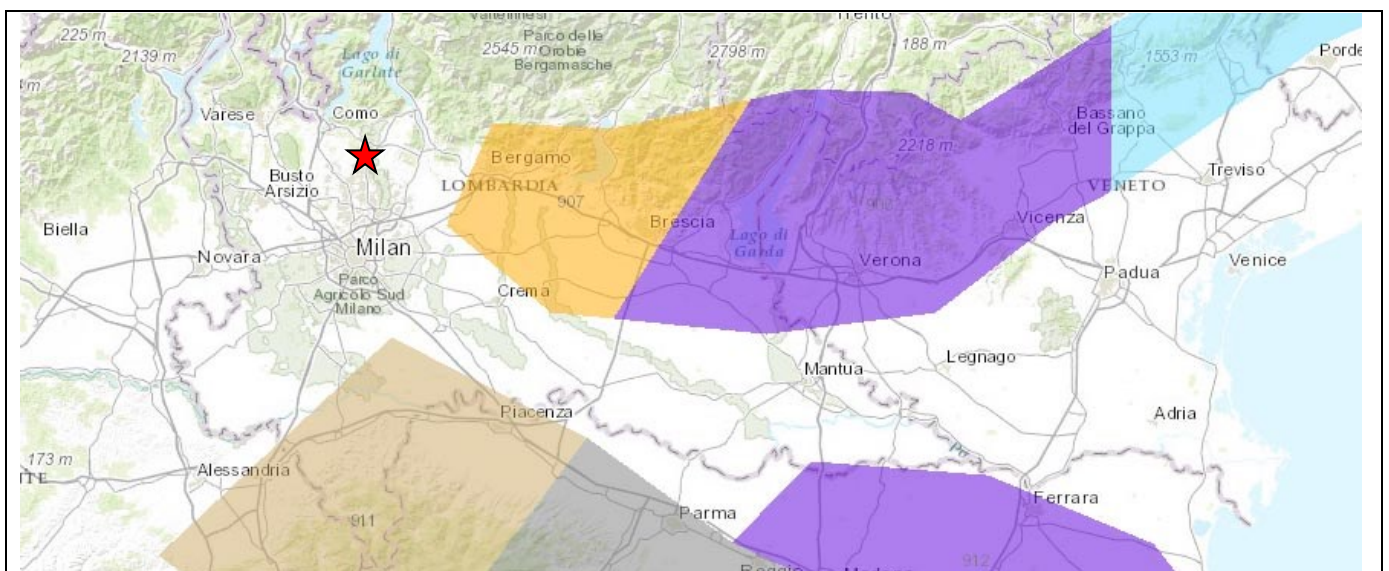 Trento
225 m
2139 m
Lago di
Garlate
2545 m
Parco delle
Orobie
Bergamasche
2798 m
188 m
1553 m
Porde
Varese
Como
Bassano
del Grappa
Bergamo
2218 m
Busto
Arsizio
LOMBARDIA
907
VENETO
Treviso
Biella
Brescia
Vicenza
Milan
Lago di
Garda
Novara
Verona
Padua
Venice
Parco
Agricolo Sud
Milano
Crema
Legnago
Mantua
Piacenza
Adria
Po
173 m
Alessandria
Ferrara
Parma
911
912